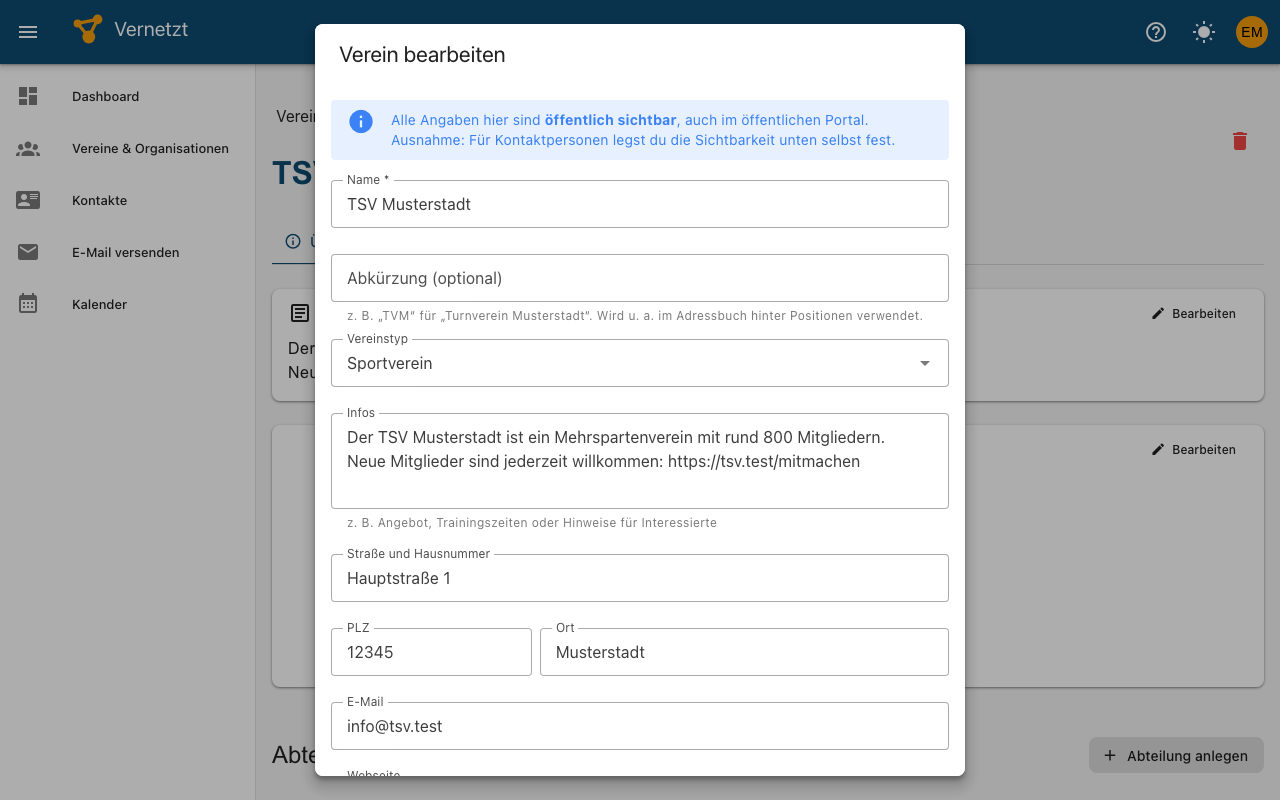 Vernetzt
EM
Dashboard
Vereine & Organisationen
Kontakte
E-Mail versenden
Kalender
Verein bearbeiten
Alle Angaben hier sind öffentlich sichtbar, auch im öffentlichen Portal.
Ausnahme: Für Kontaktpersonen legst du die Sichtbarkeit unten selbst fest.
Name *
TSV Musterstadt
Abkürzung (optional)
z. B. „TVM“ für „Turnverein Musterstadt“. Wird u. a. im Adressbuch hinter Positionen verwendet.
Vereinstyp
Sportverein
Infos
Der TSV Musterstadt ist ein Mehrspartenverein mit rund 800 Mitgliedern.
Neue Mitglieder sind jederzeit willkommen: https://tsv.test/mitmachen
z. B. Angebot, Trainingszeiten oder Hinweise für Interessierte
Straße und Hausnummer
Hauptstraße 1
PLZ
12345
Ort
Musterstadt
E-Mail
info@tsv.test
Webseite
Der
Neu
Bearbeiten
Bearbeiten
Abteilung anlegen